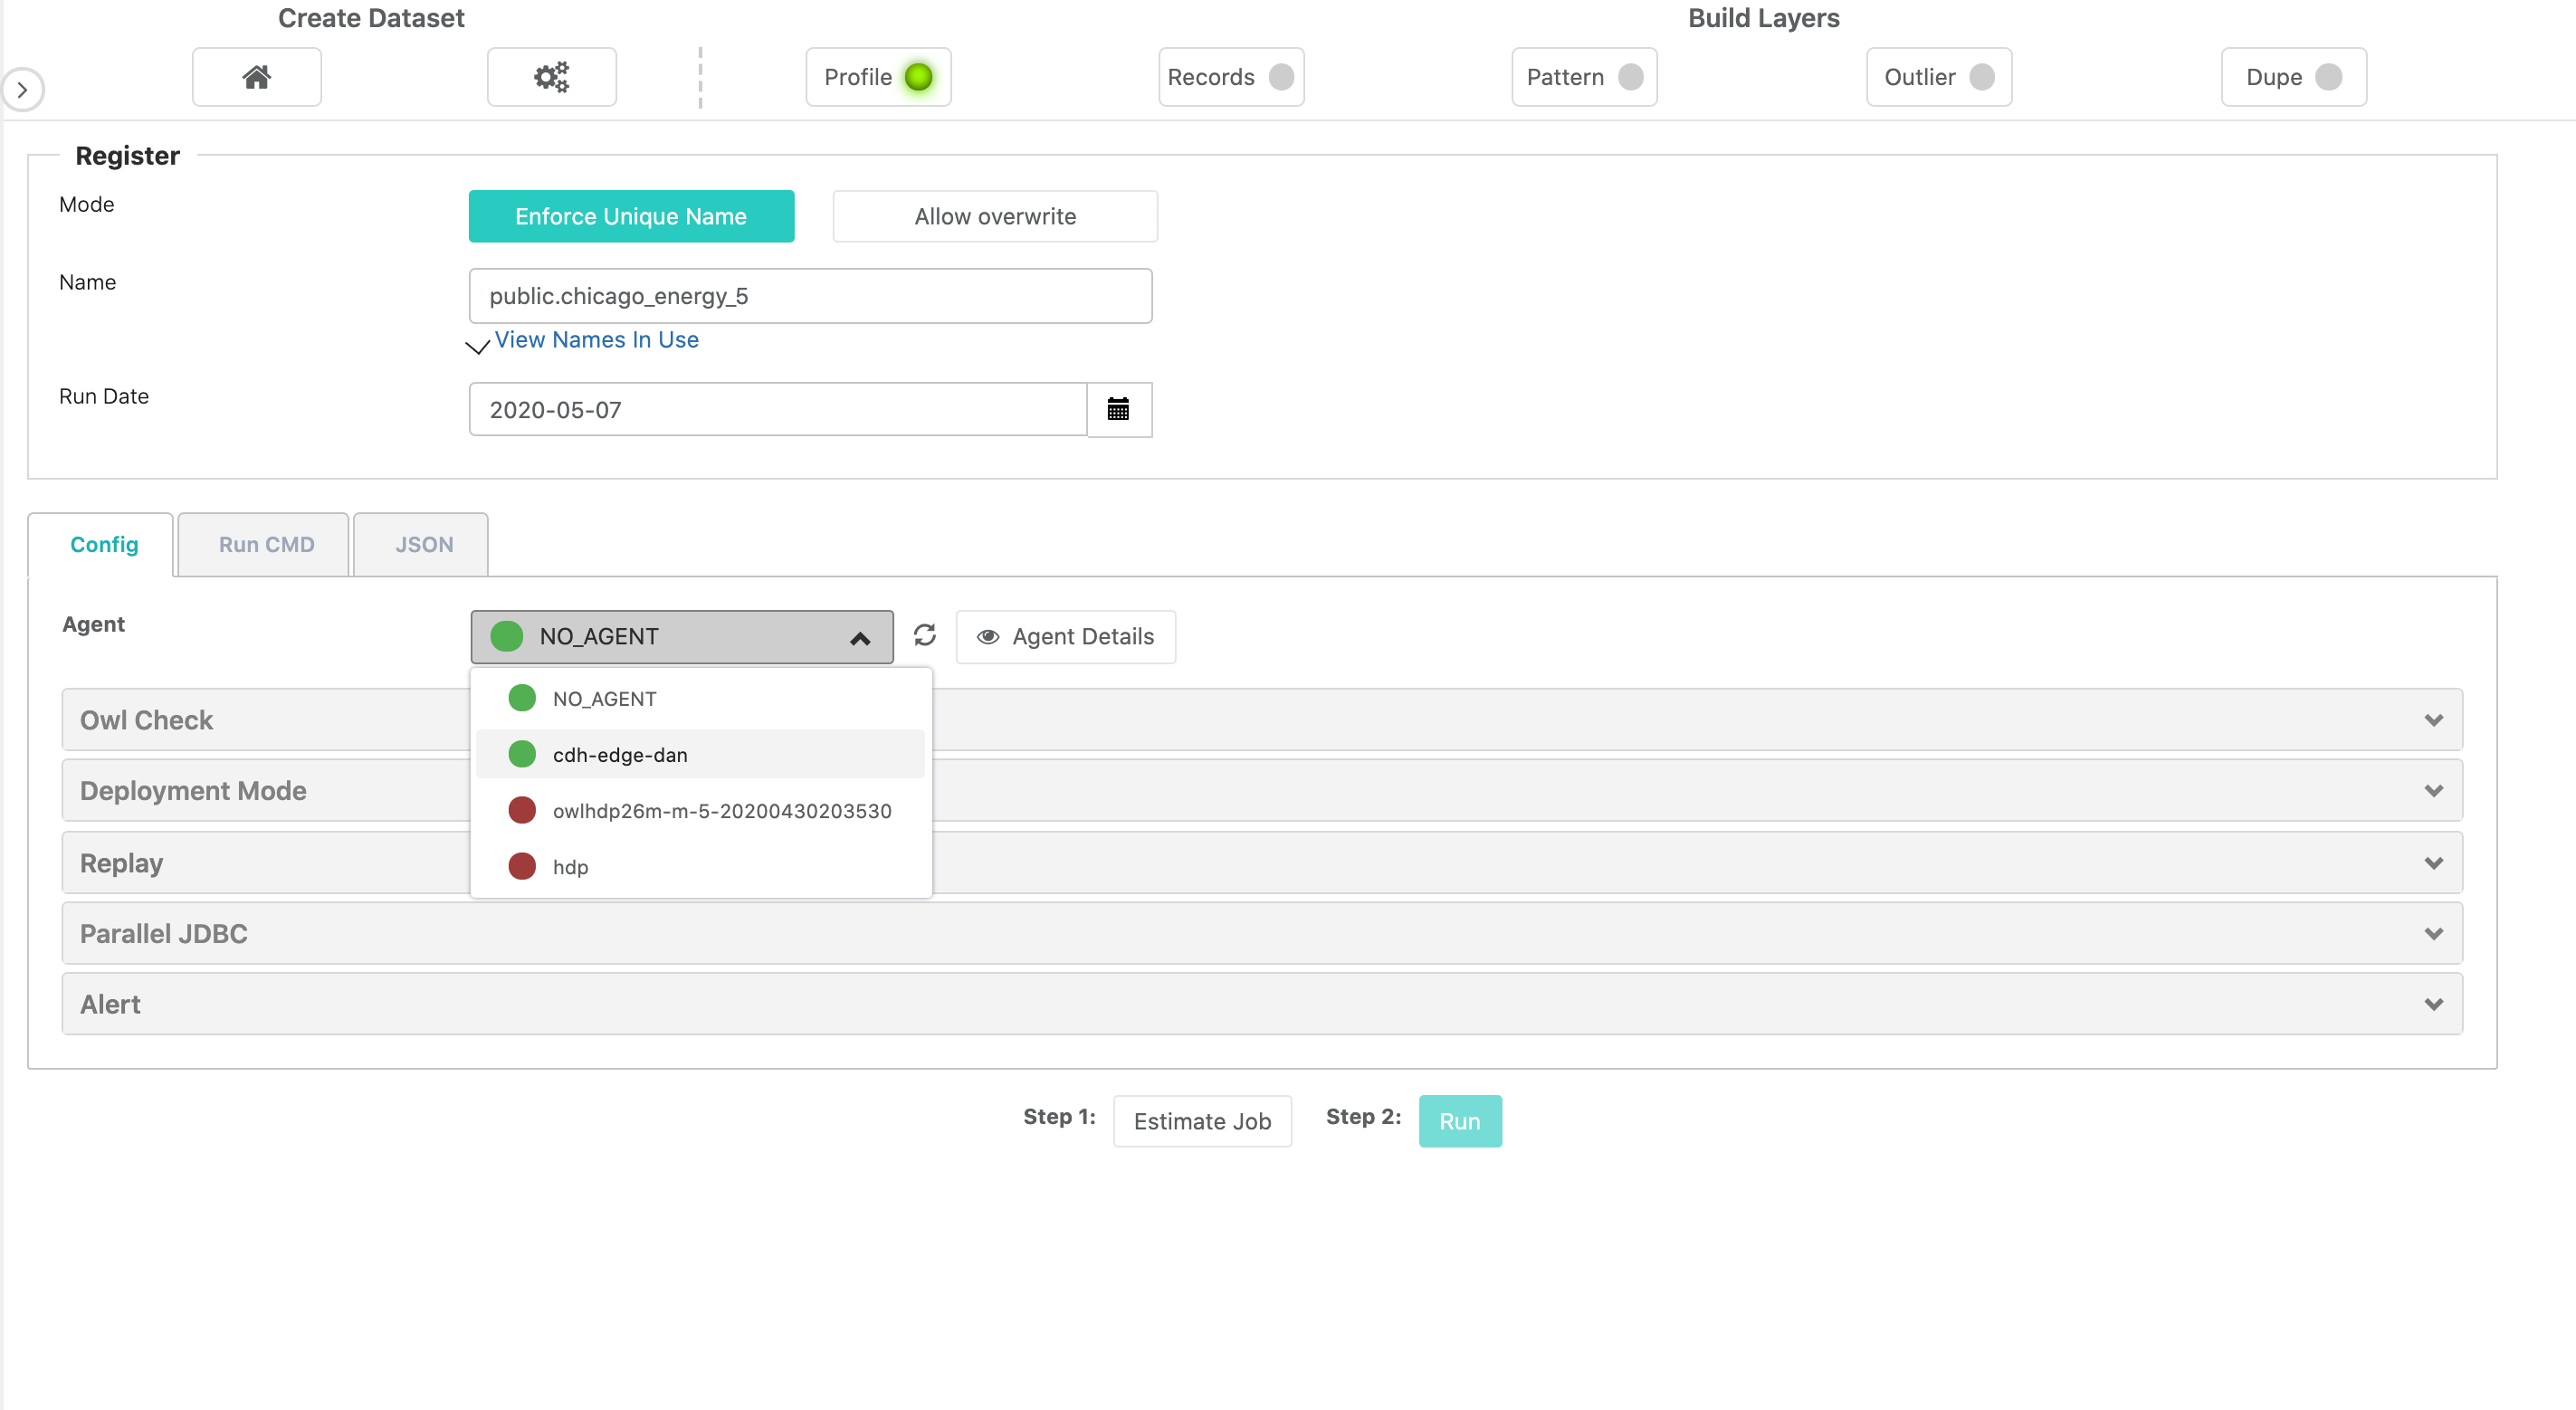 Create Dataset
Build Layers
Profile
Records
Pattern
Outlier
Dupe
Register
Mode
Enforce Unique Name
Allow overwrite
Name
public.chicago_energy_5
View Names In Use
Run Date
2020-05-07
Config
Run CMD
JSON
Agent
NO_AGENT
Agent Details
NO_AGENT
cdh-edge-dan
owlhdp26m-m-5-20200430203530
hdp
Owl Check
Deployment Mode
Replay
Parallel JDBC
Alert
Step 1:
Estimate Job
Step 2:
Run